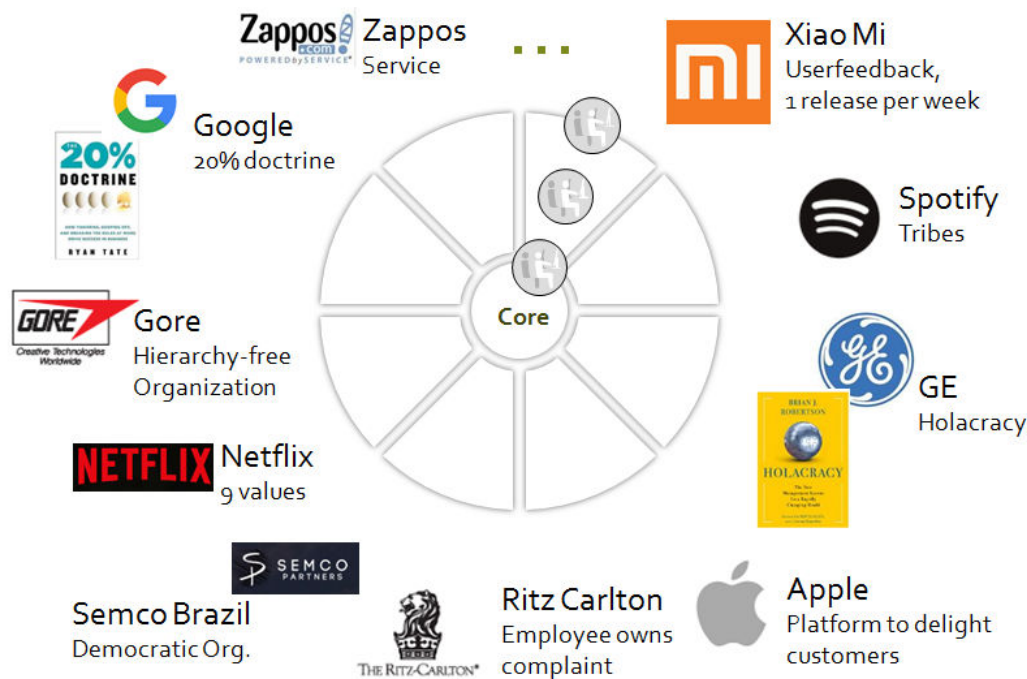 Zappos
.com
POWEREDbySERVICE®
Zappos
Service
...
Xiao Mi
Userfeedback,
1 release per week
Google
20% doctrine
THE
20%
DOCTRINE
RYAN TATE
Spotify
Tribes
GORE
Creative Technologies
Worldwide
Gore
Hierarchy-free
Organization
Core
GE
GE
Holacracy
BRIAN J.
ROBERTSON
HOLACRACY
NETFLIX
Netflix
9 values
SEMCO
PARTNERS
Semco Brazil
Democratic Org.
THE RITZ-CARLTON®
Ritz Carlton
Employee owns
complaint
Apple
Platform to delight
customers